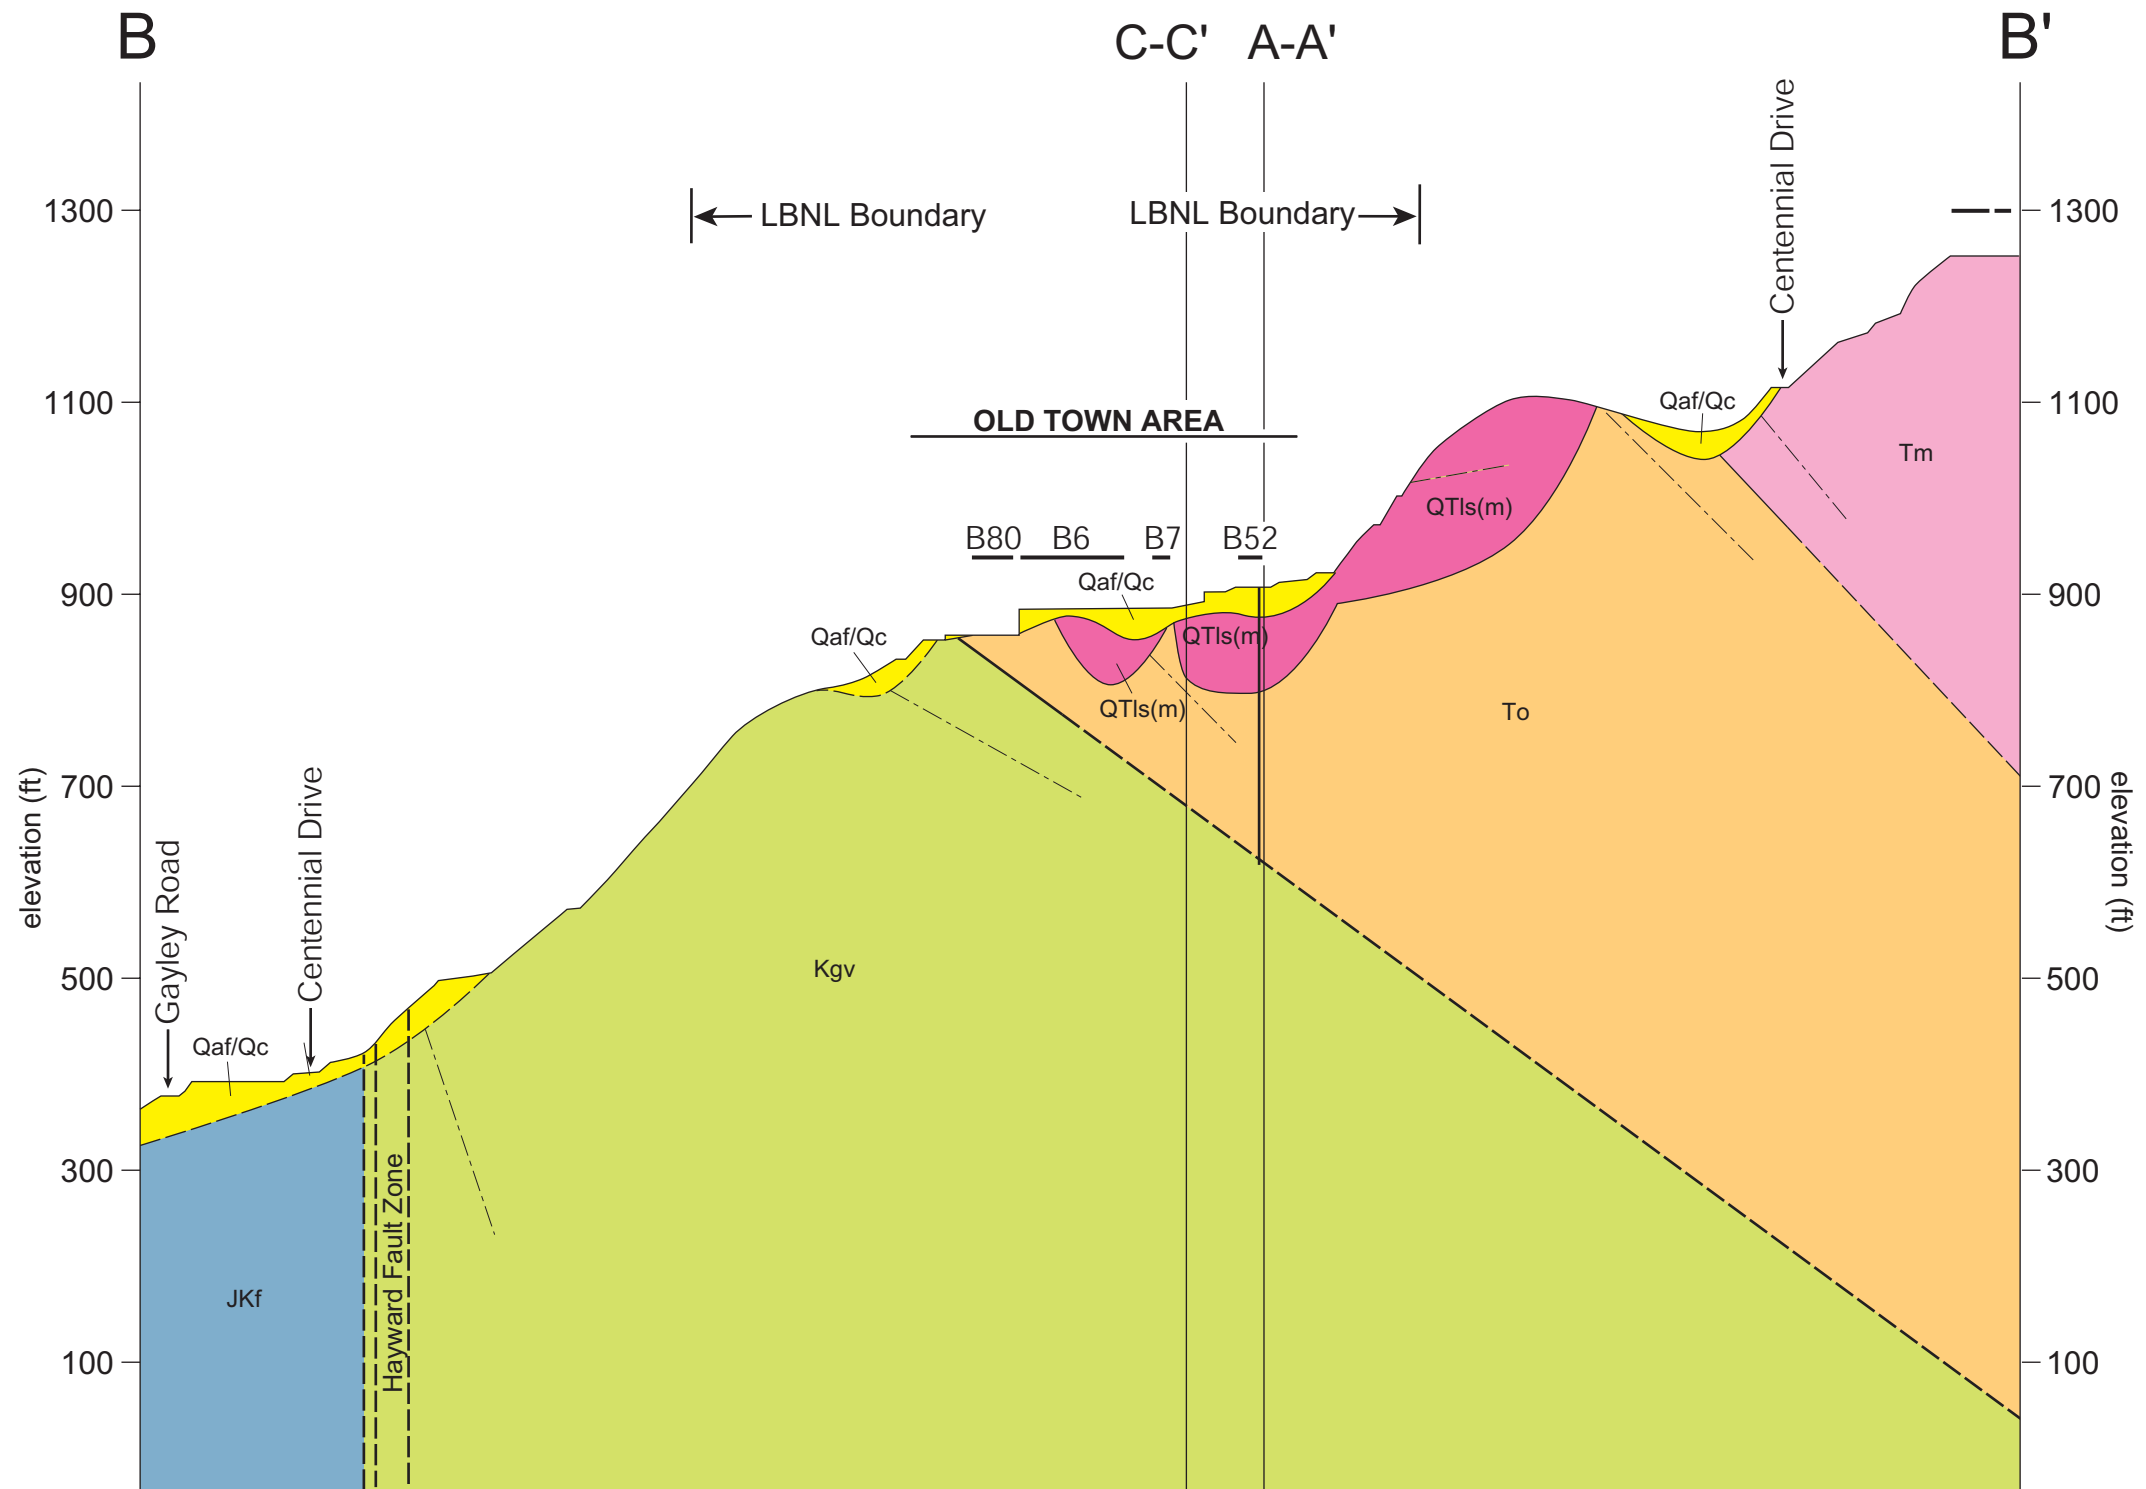 B
C-C' A-A'
B'
Centennial Drive
1300
LBNL Boundary
LBNL Boundary
1300
1100
OLD TOWN AREA
Qaf/Qc
1100
Tm
QTls(m)
B80 B6 B7 B52
900
Qaf/Qc
900
Qaf/Qc
QTls(m)
QTls(m)
To
elevation (ft)
700
Centennial Drive
700
elevation (ft)
Gayley Road
500
Kgv
500
Qaf/Qc
300
Hayward Fault Zone
300
JKf
100
100